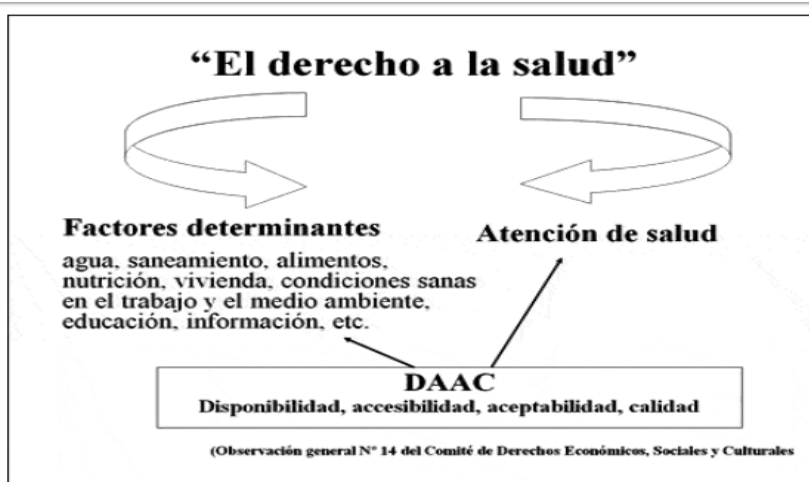 “El derecho a la salud”
Factores determinantes
agua, saneamiento, alimentos,
nutrición, vivienda, condiciones sanas
en el trabajo y el medio ambiente,
educación, información, etc.
Atención de salud
DAAC
Disponibilidad, accesibilidad, aceptabilidad, calidad
(Observación general Nº 14 del Comité de Derechos Económicos, Sociales y Culturales